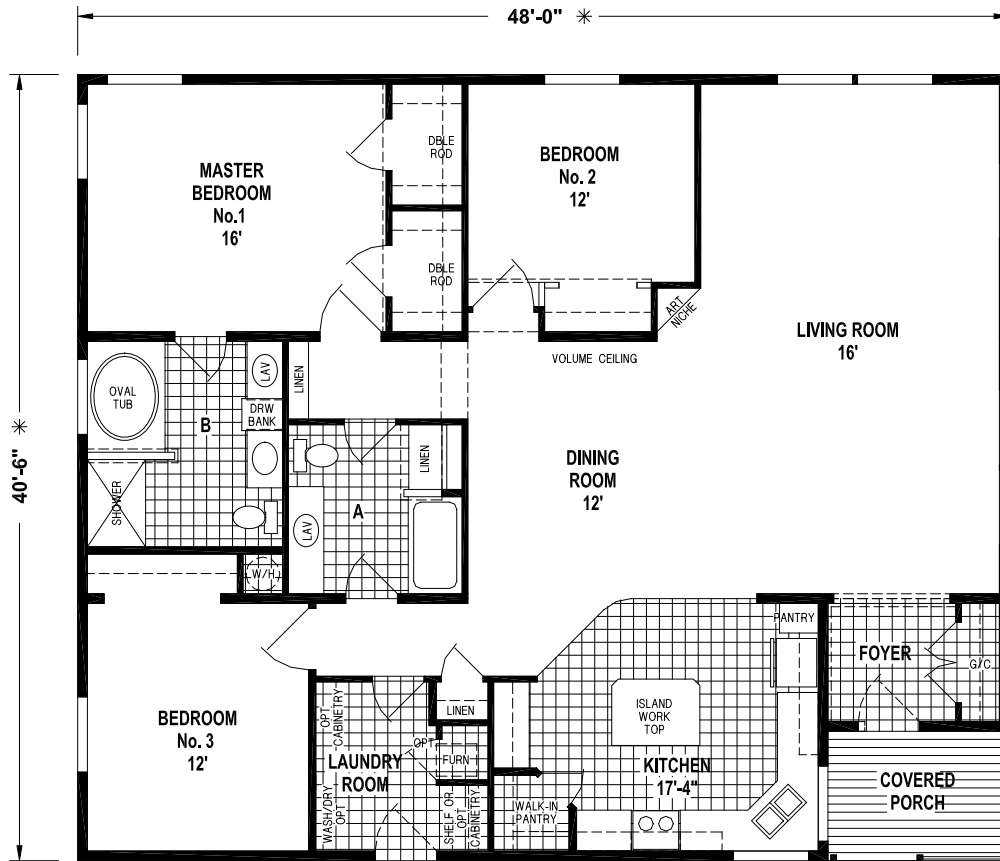 48'-0" *
40'-6" *
MASTER
BEDROOM
No.1
16'
DBLE
ROD
DBLE
ROD
BEDROOM
No. 2
12'
ART
NICHE
VOLUME CEILING
LIVING ROOM
16'
OVAL
TUB
LAV
DRW
BANK
B
LINEN
SHOWER
A
LINEN
LAV
DINING
ROOM
12'
W/H
PANTRY
FOYER
G/C
BEDROOM
No. 3
12'
OPT
CABINETRY
LINEN
OPT
FURN
LAUNDRY
ROOM
WASH/DRY
OPT
SHELF OR
OPT
CABINETRY
ISLAND
WORK
TOP
KITCHEN
17'-4"
WALK-IN
PANTRY
COVERED
PORCH